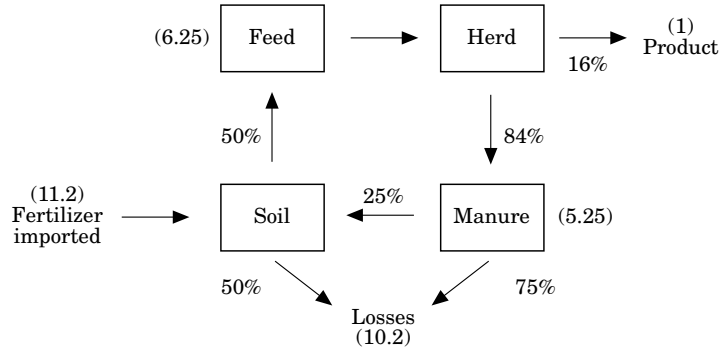 (6.25)
Feed
Herd
(1)
Product
16%
50%
84%
(11.2)
Fertilizer
imported
Soil
25%
Manure
(5.25)
50%
75%
Losses
(10.2)